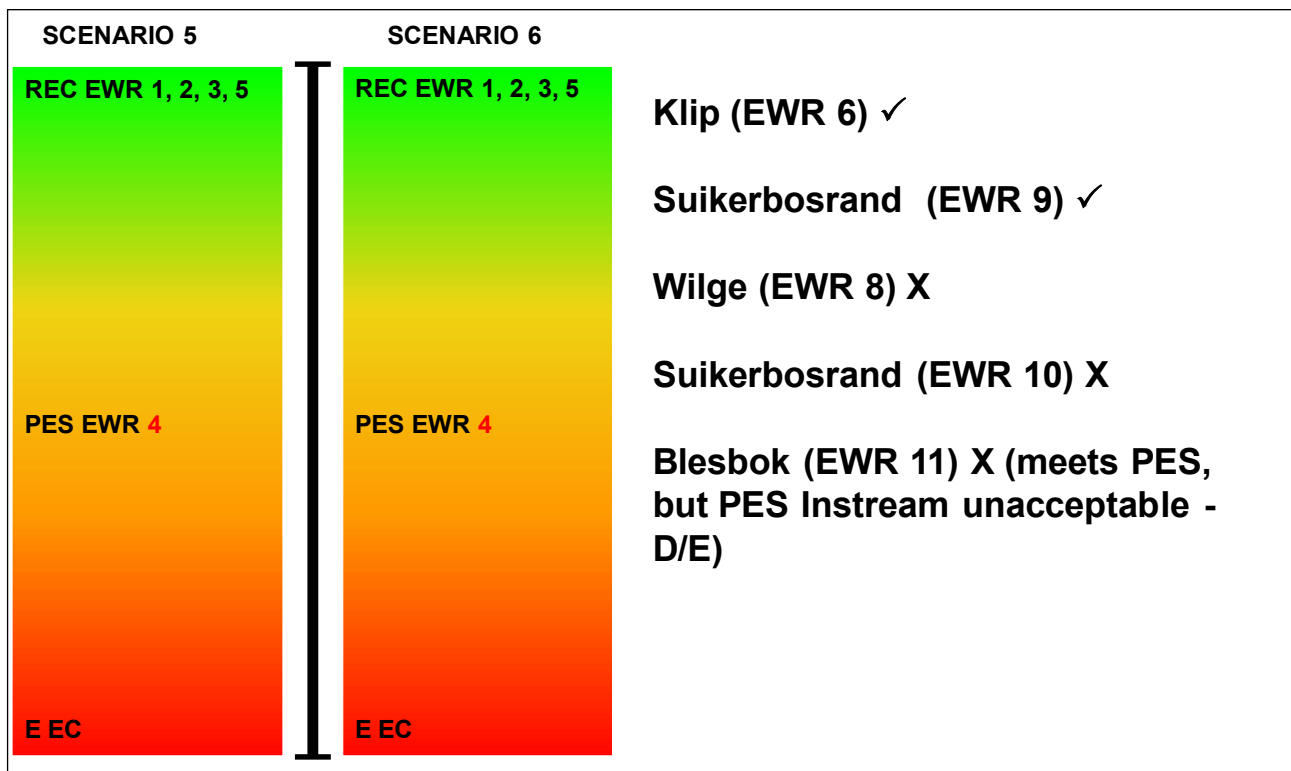 SCENARIO 5
REC EWR 1, 2, 3, 5
PES EWR 4
E EC
SCENARIO 6
REC EWR 1, 2, 3, 5
PES EWR 4
E EC
Klip (EWR 6) ✓
Suikerbosrand (EWR 9) ✓
Wilge (EWR 8) X
Suikerbosrand (EWR 10) X
Blesbok (EWR 11) X (meets PES,
but PES Instream unacceptable -
D/E)